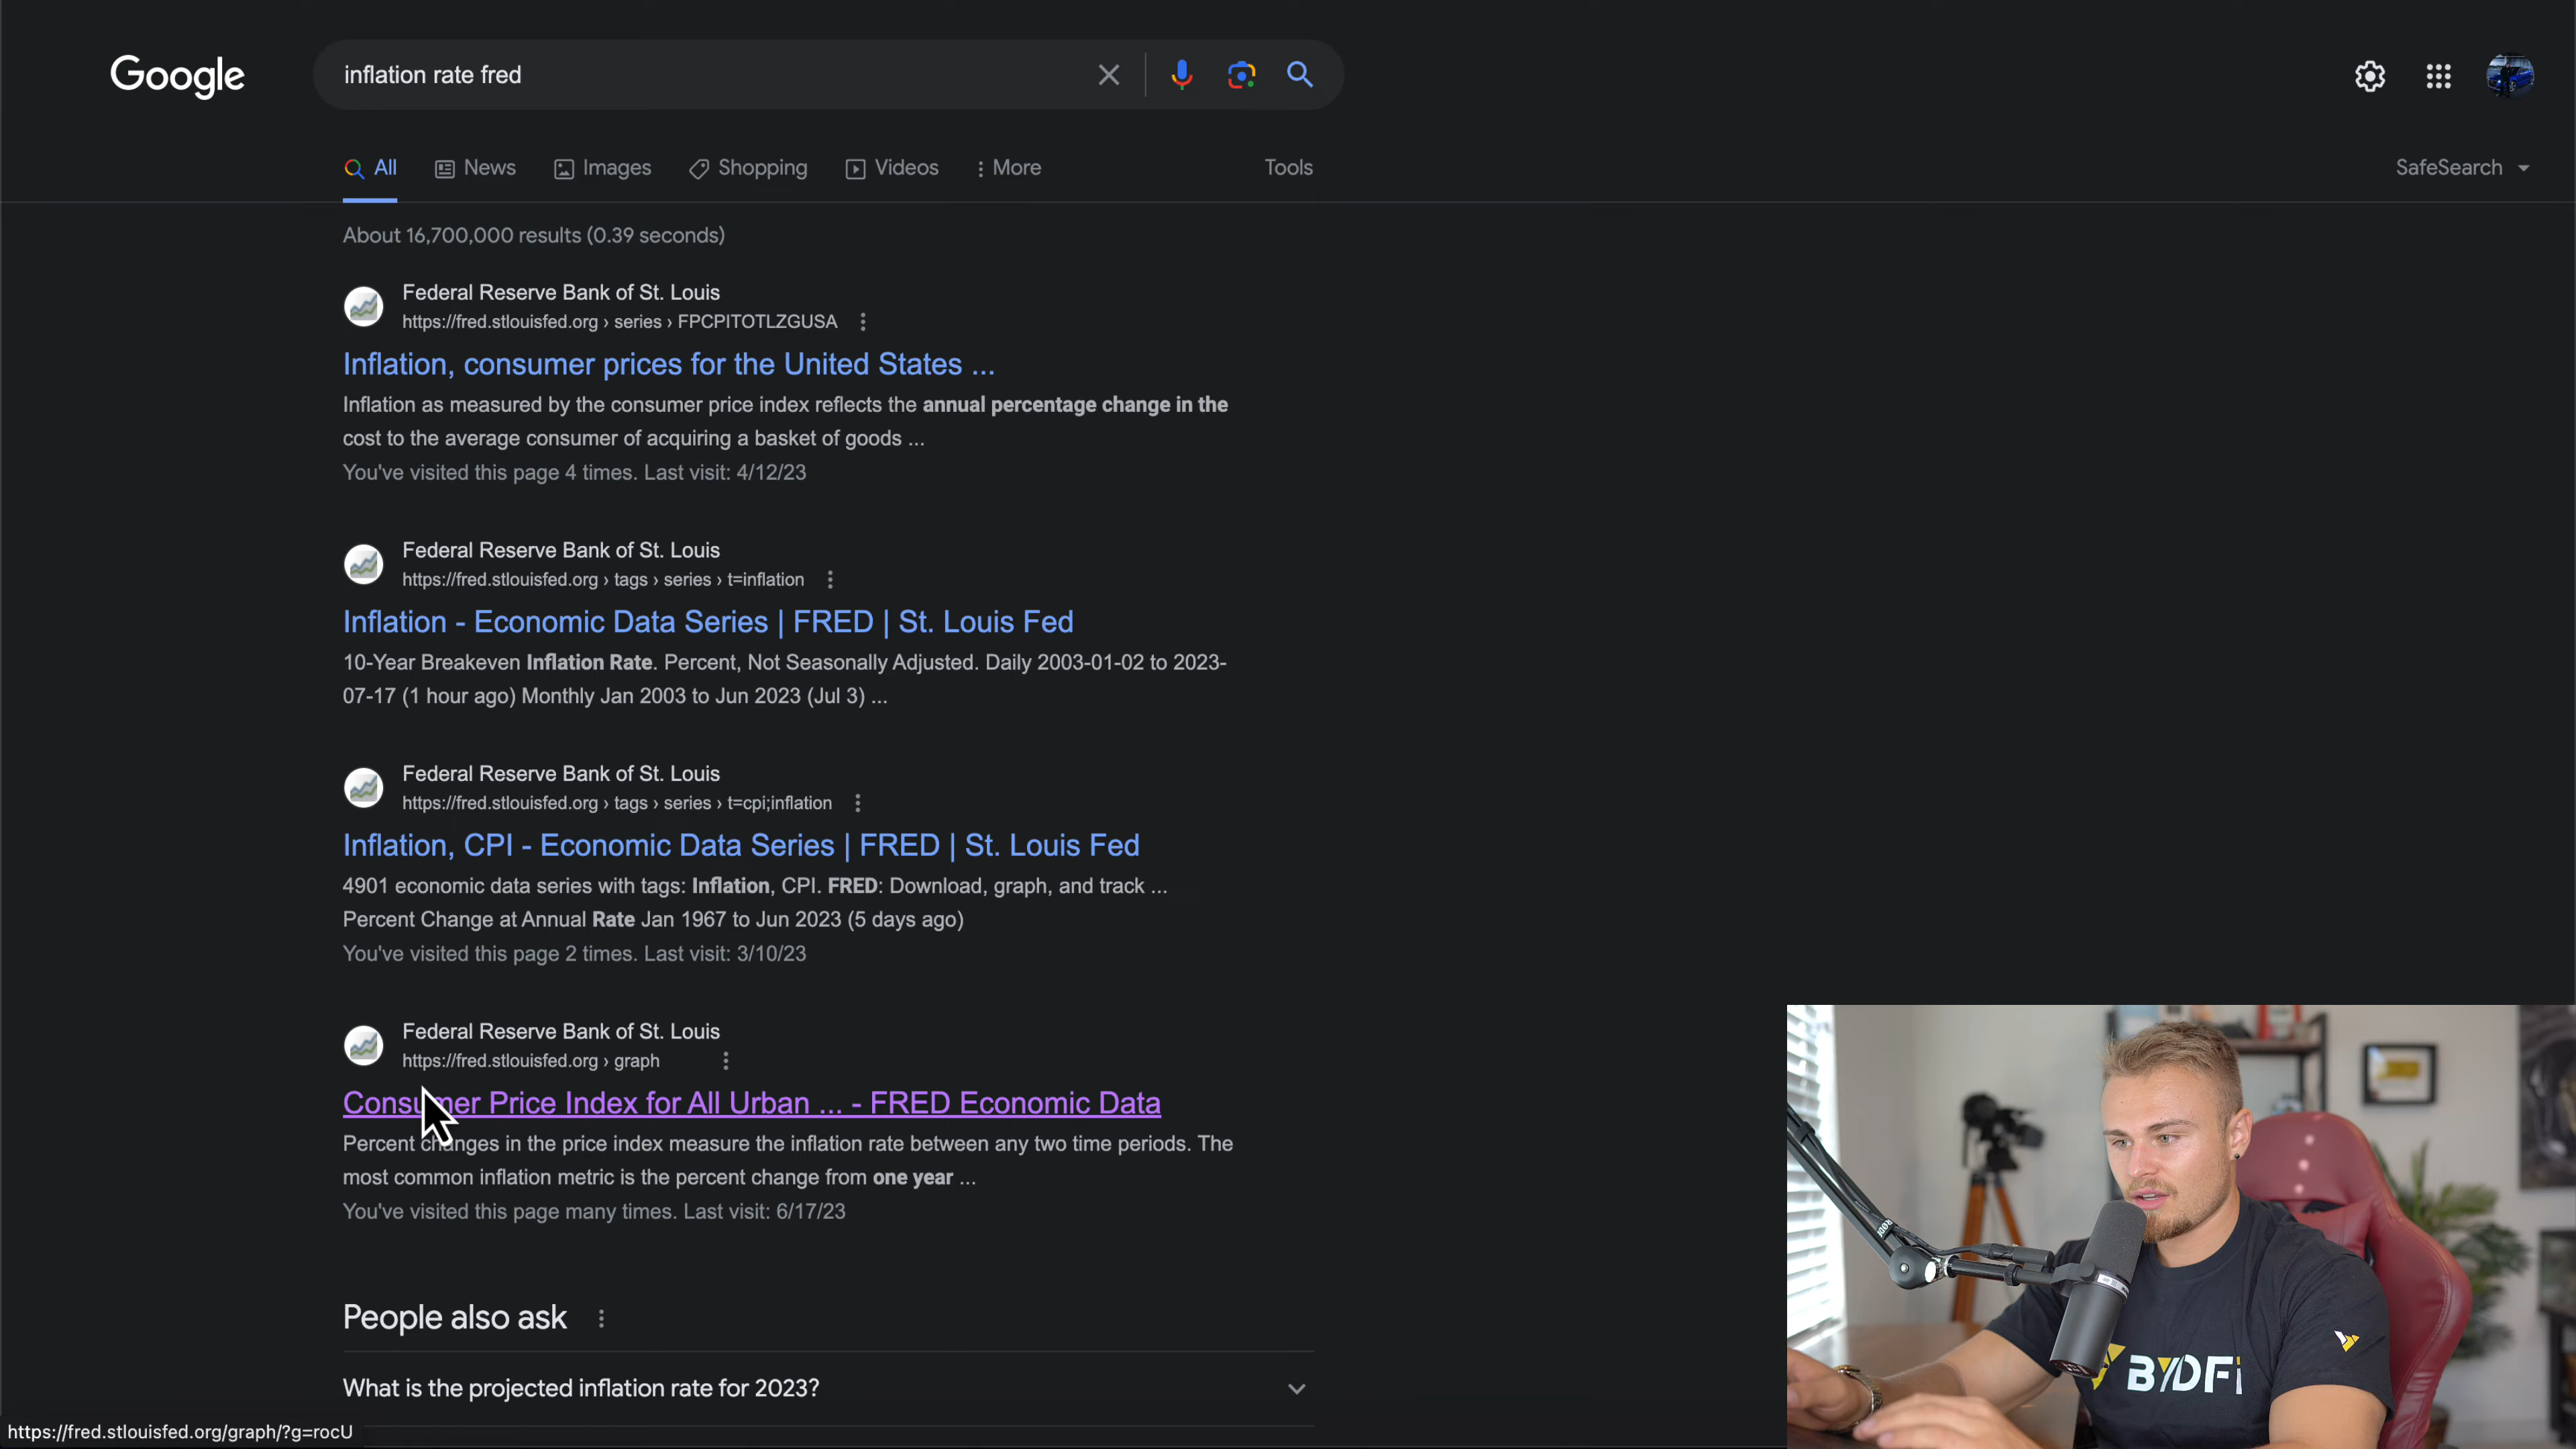 Google
inflation rate fred
All
News
Images
Shopping
Videos
More
Tools
SafeSearch
About 16,700,000 results (0.39 seconds)
Federal Reserve Bank of St. Louis
https://fred.stlouisfed.org › series › FPCPITOTLZGUSA
Inflation, consumer prices for the United States ...
Inflation as measured by the consumer price index reflects the annual percentage change in the
cost to the average consumer of acquiring a basket of goods ...
You've visited this page 4 times. Last visit: 4/12/23
Federal Reserve Bank of St. Louis
https://fred.stlouisfed.org › tags › series › t=inflation
Inflation - Economic Data Series | FRED | St. Louis Fed
10-Year Breakeven Inflation Rate. Percent, Not Seasonally Adjusted. Daily 2003-01-02 to 2023-
07-17 (1 hour ago) Monthly Jan 2003 to Jun 2023 (Jul 3) ...
Federal Reserve Bank of St. Louis
https://fred.stlouisfed.org › tags › series › t=cpi;inflation
Inflation, CPI - Economic Data Series | FRED | St. Louis Fed
4901 economic data series with tags: Inflation, CPI. FRED: Download, graph, and track ...
Percent Change at Annual Rate Jan 1967 to Jun 2023 (5 days ago)
You've visited this page 2 times. Last visit: 3/10/23
Federal Reserve Bank of St. Louis
https://fred.stlouisfed.org › graph
Consumer Price Index for All Urban ... - FRED Economic Data
Percent changes in the price index measure the inflation rate between any two time periods. The
most common inflation metric is the percent change from one year ...
You've visited this page many times. Last visit: 6/17/23
People also ask
What is the projected inflation rate for 2023?
https://fred.stlouisfed.org/graph/?g=rocU
RØDE
BYDFi